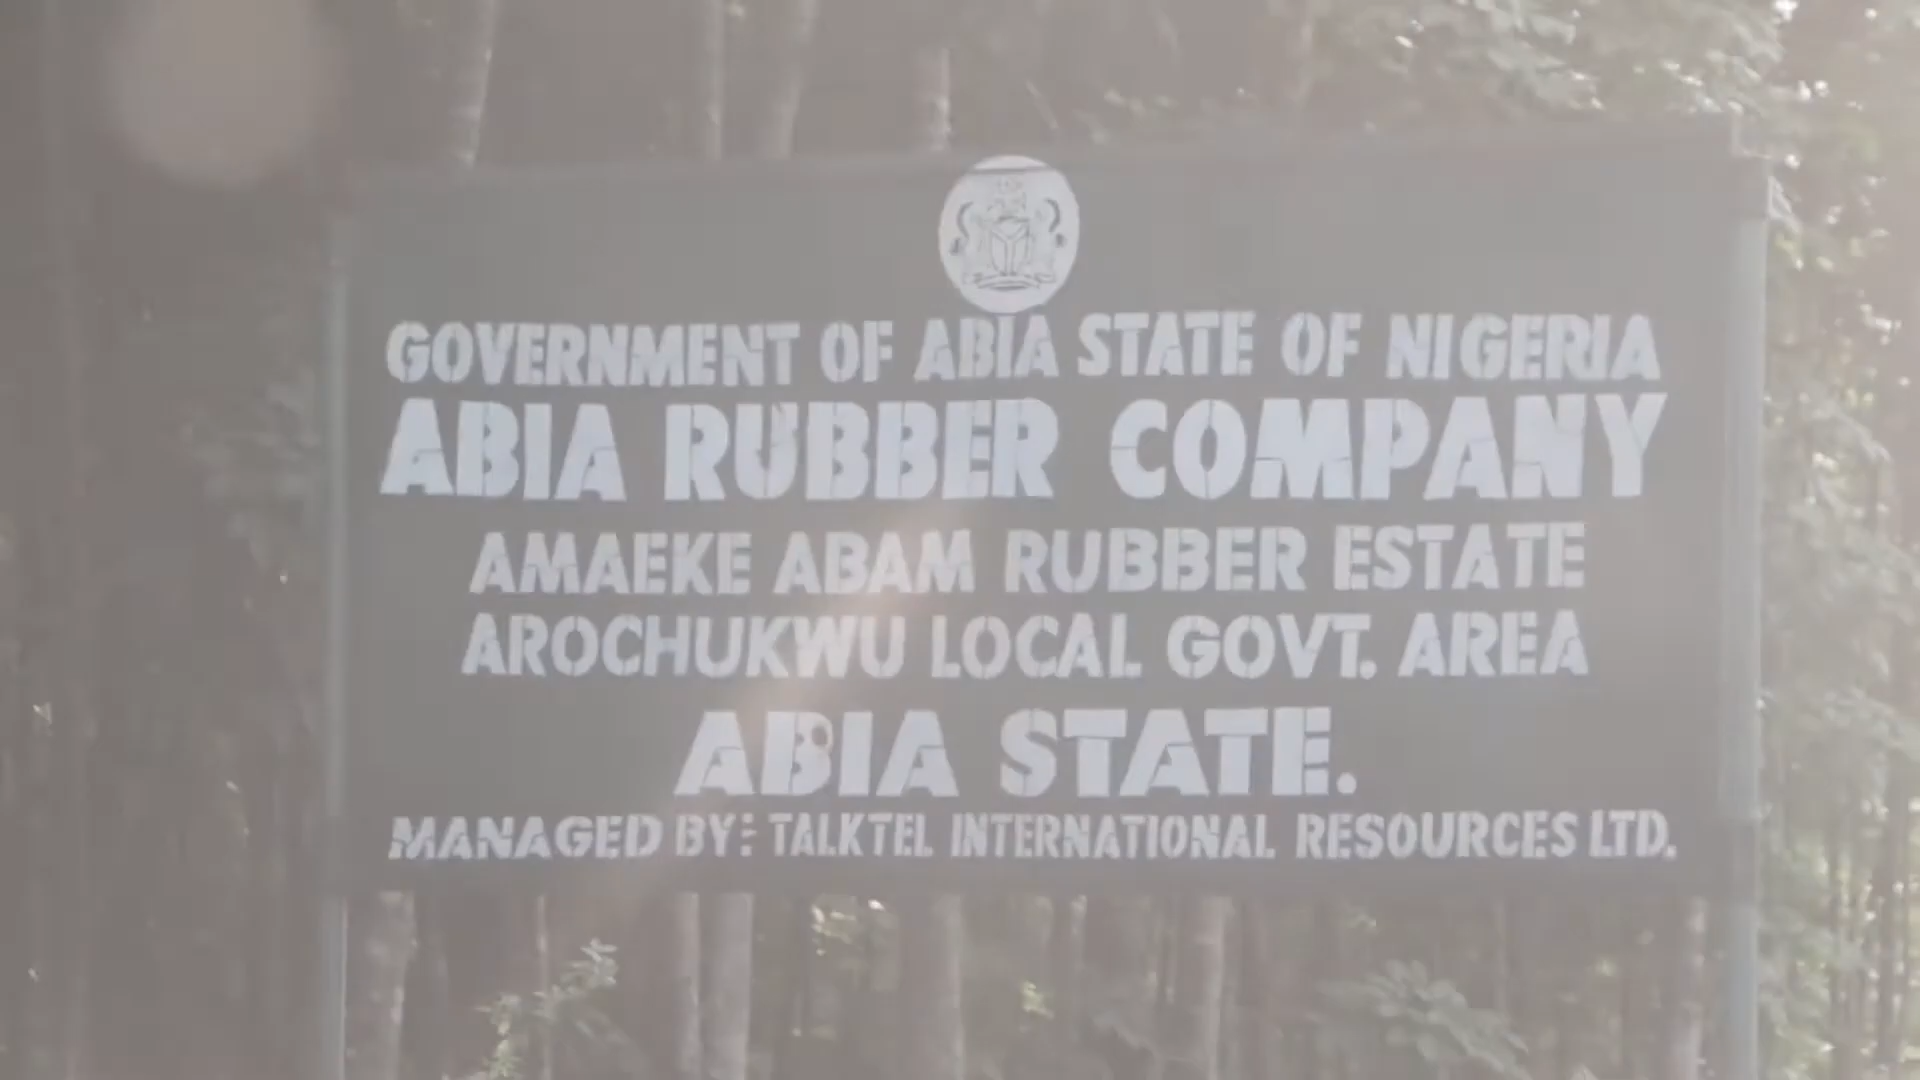 GOVERNMENT OF ABIA STATE OF NIGERIA
ABIA RUBBER COMPANY
AMAEKE ABAM RUBBER ESTATE
AROCHUKWU LOCAL GOVT. AREA
ABIA STATE.
MANAGED BY: TALKTEL INTERNATIONAL RESOURCES LTD.